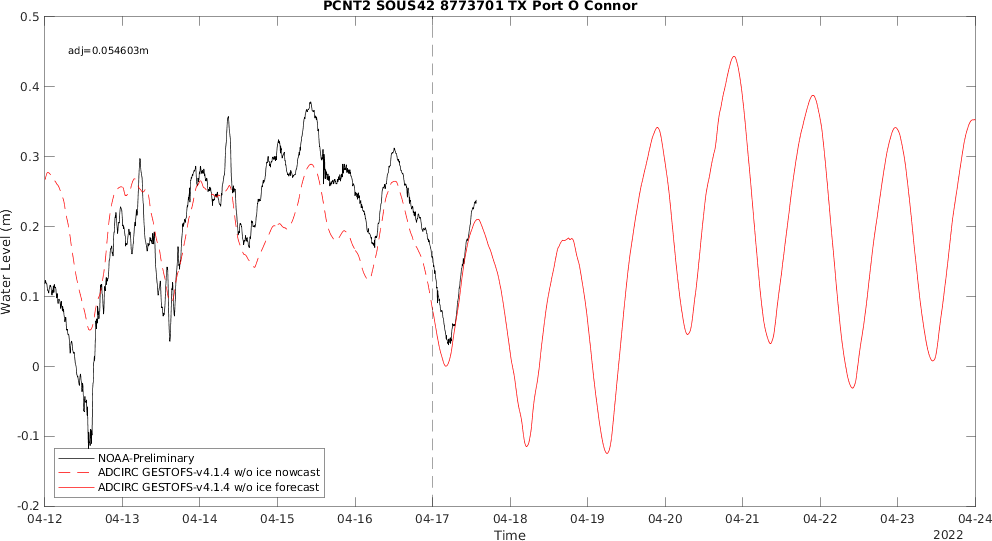 PCNT2 SOUS42 8773701 TX Port O Connor
adj=0.054603m
Water Level (m)
0.5
0.4
0.3
0.2
0.1
0
-0.1
-0.2
NOAA-Preliminary
ADCIRC GESTOFS-v4.1.4 w/o ice nowcast
ADCIRC GESTOFS-v4.1.4 w/o ice forecast
04-12 04-13 04-14 04-15 04-16 04-17 04-18 04-19 04-20 04-21 04-22 04-23 04-24
Time
2022